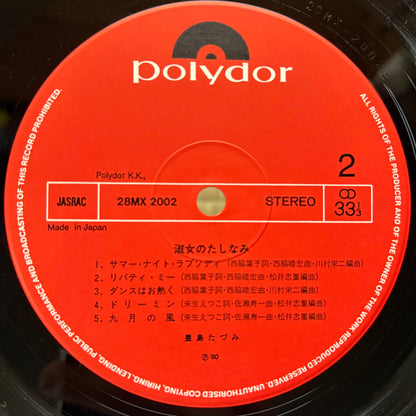 polydor
28MX-200
2
Polydor K.K.,
JASRAC
28MX 2002
STEREO
33 1/3
Made in Japan
淑女のたしなみ
1. サマー・ナイト・ラプソディ (西脇葉子詞・西脇睦宏曲・川村栄二編曲)
2. リバティ・ミー (西脇葉子詞・西脇睦宏曲・松井忠重編曲)
3. ダンスはお熱く (西脇葉子詞・西脇睦宏曲・川村栄二編曲)
4. ドリーミン (来生えつこ詞・佐瀬寿一曲・松井忠重編曲)
5. 九月の風 (来生えつこ詞・佐瀬寿一曲・松井忠重編曲)
豊島たづみ
Ⓟ '80
ALL RIGHTS OF THE PRODUCER AND OF THE OWNER OF THE WORK REPRODUCED RESERVED. UNAUTHORISED COPYING, HIRING, LENDING, PUBLIC PERFORMANCE AND BROADCASTING OF THIS RECORD PROHIBITED.